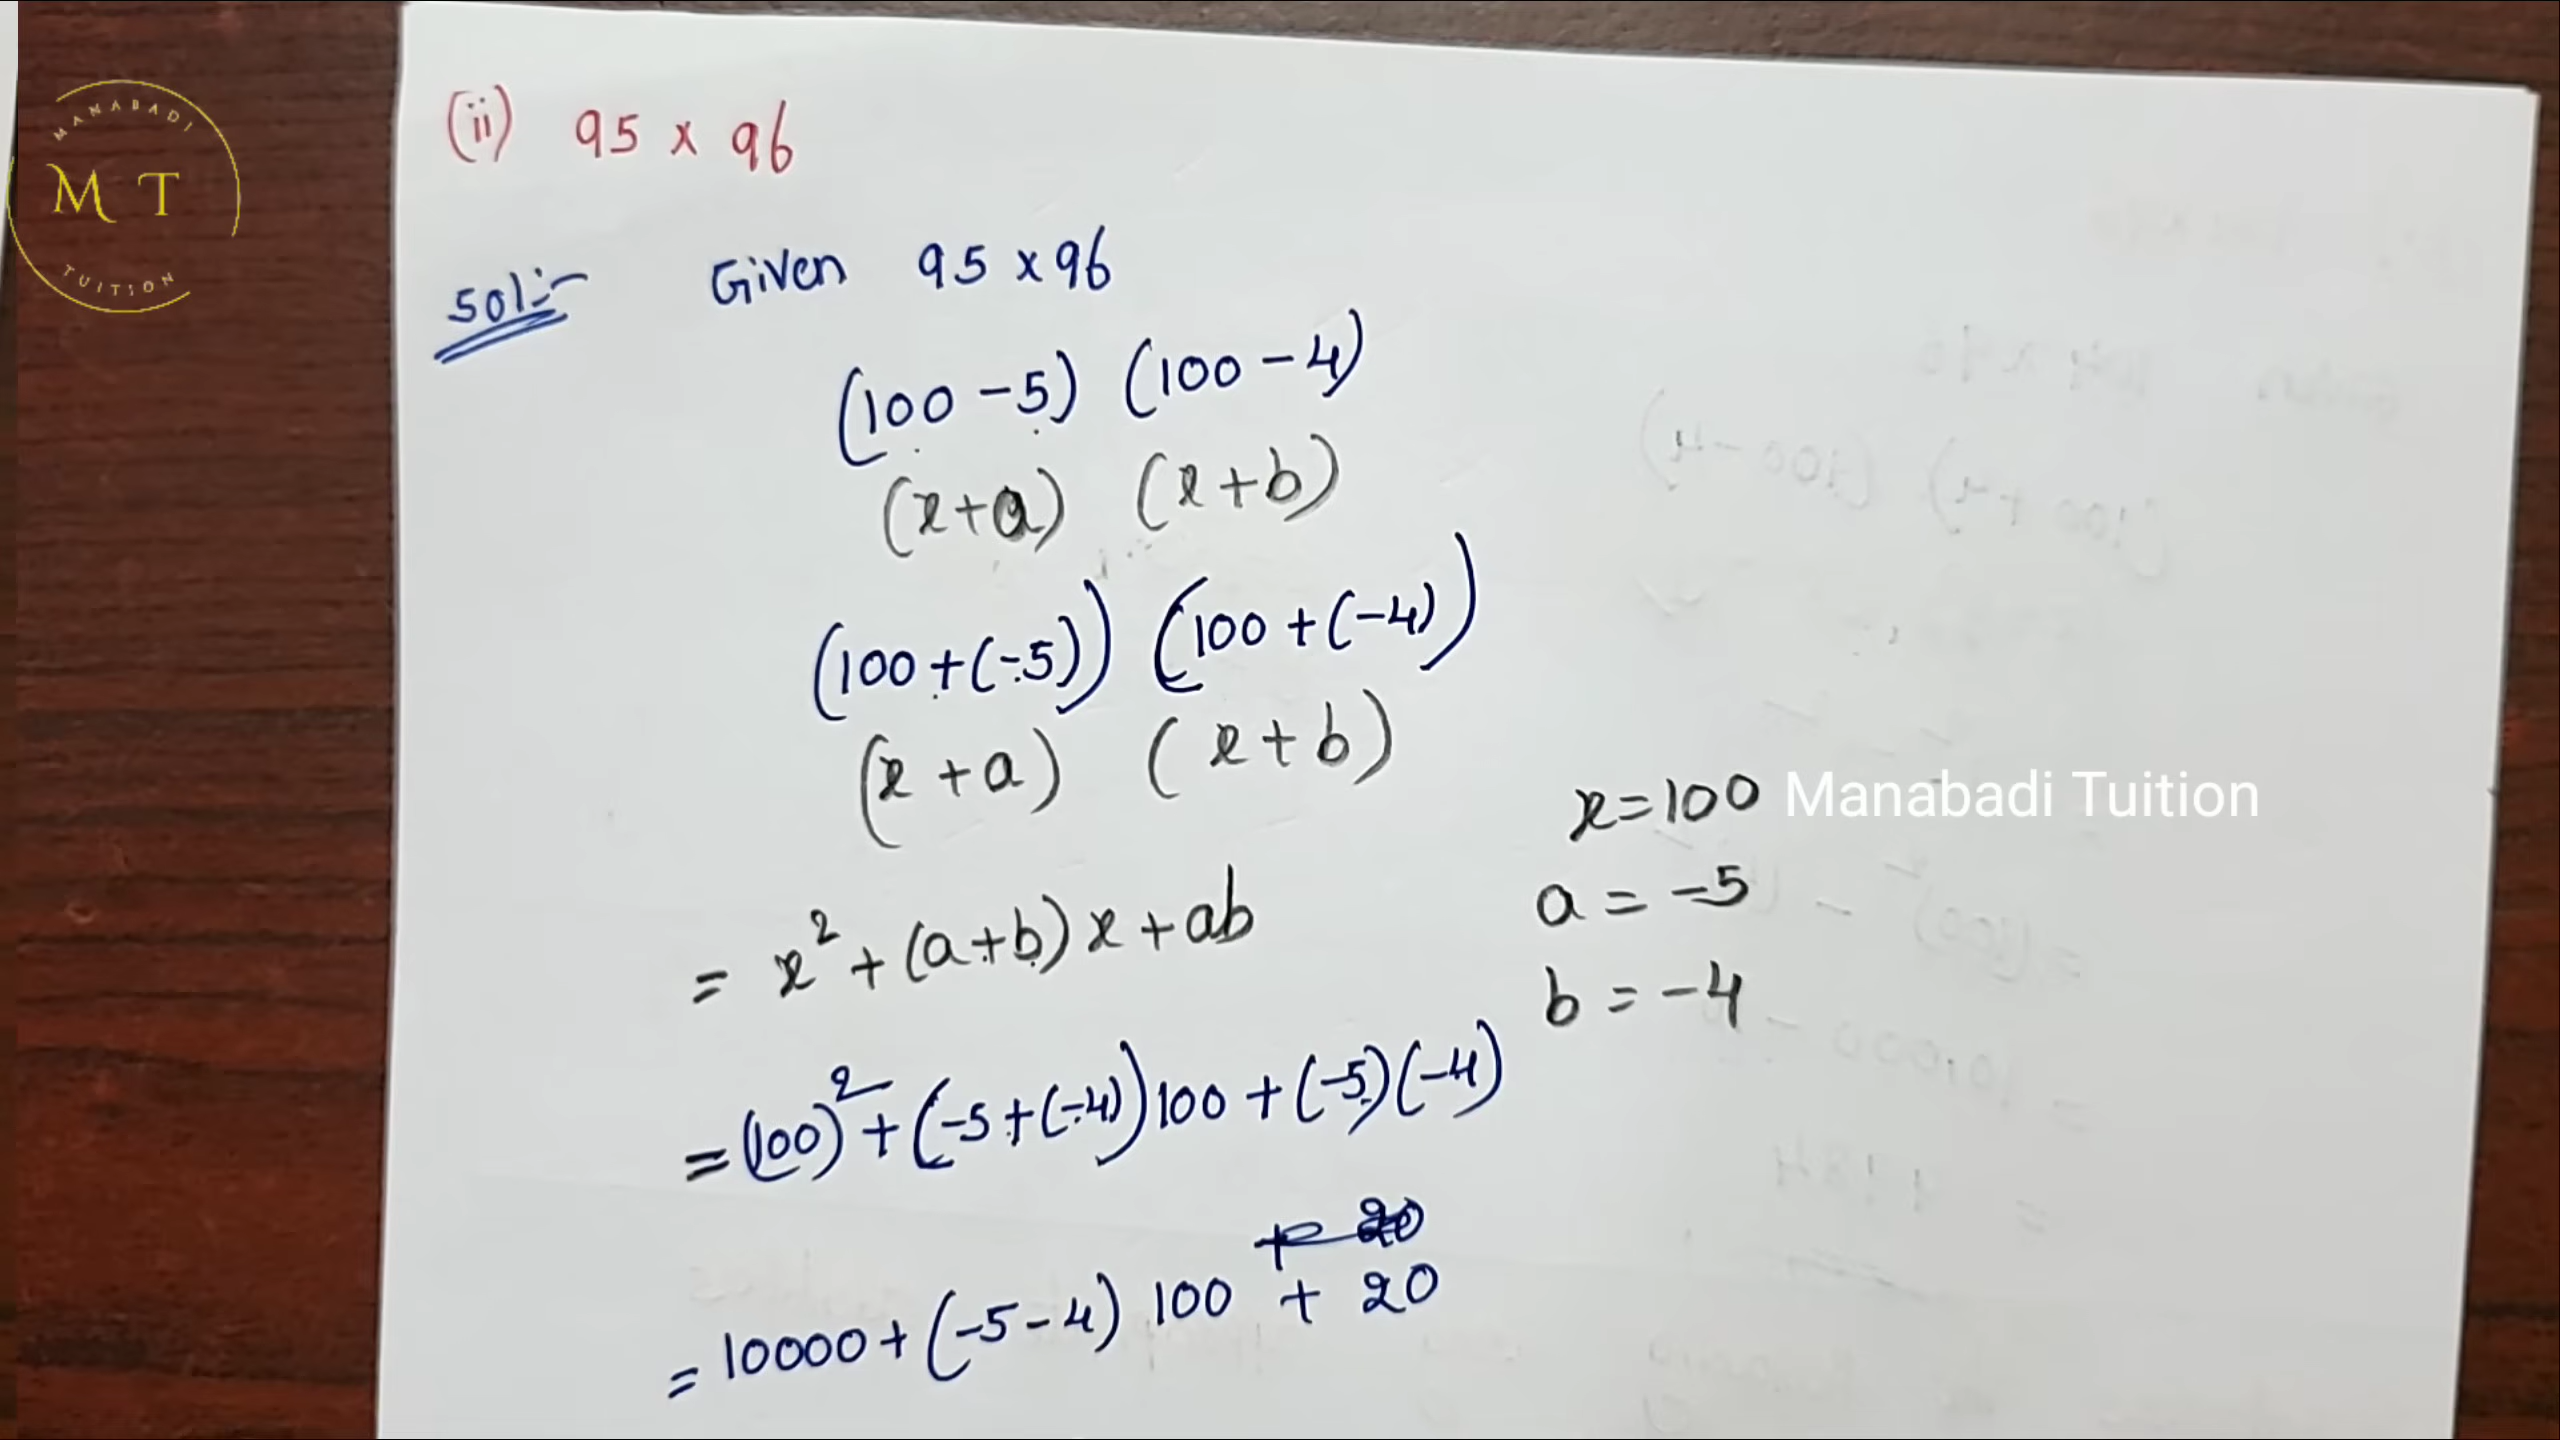 MANABADI
M T
TUITION
(ii) 95 x 96
Sol:- Given 95 x 96
(100 - 5) (100 - 4)
(x+a) (x+b)
(100 + (-5)) (100 + (-4))
(x + a) (x + b)
x = 100 Manabadi Tuition
a = -5
b = -4
= x² + (a+b) x + ab
= (100)² + (-5 + (-4)) 100 + (-5) (-4)
= 10000 + (-5 - 4) 100 + 20